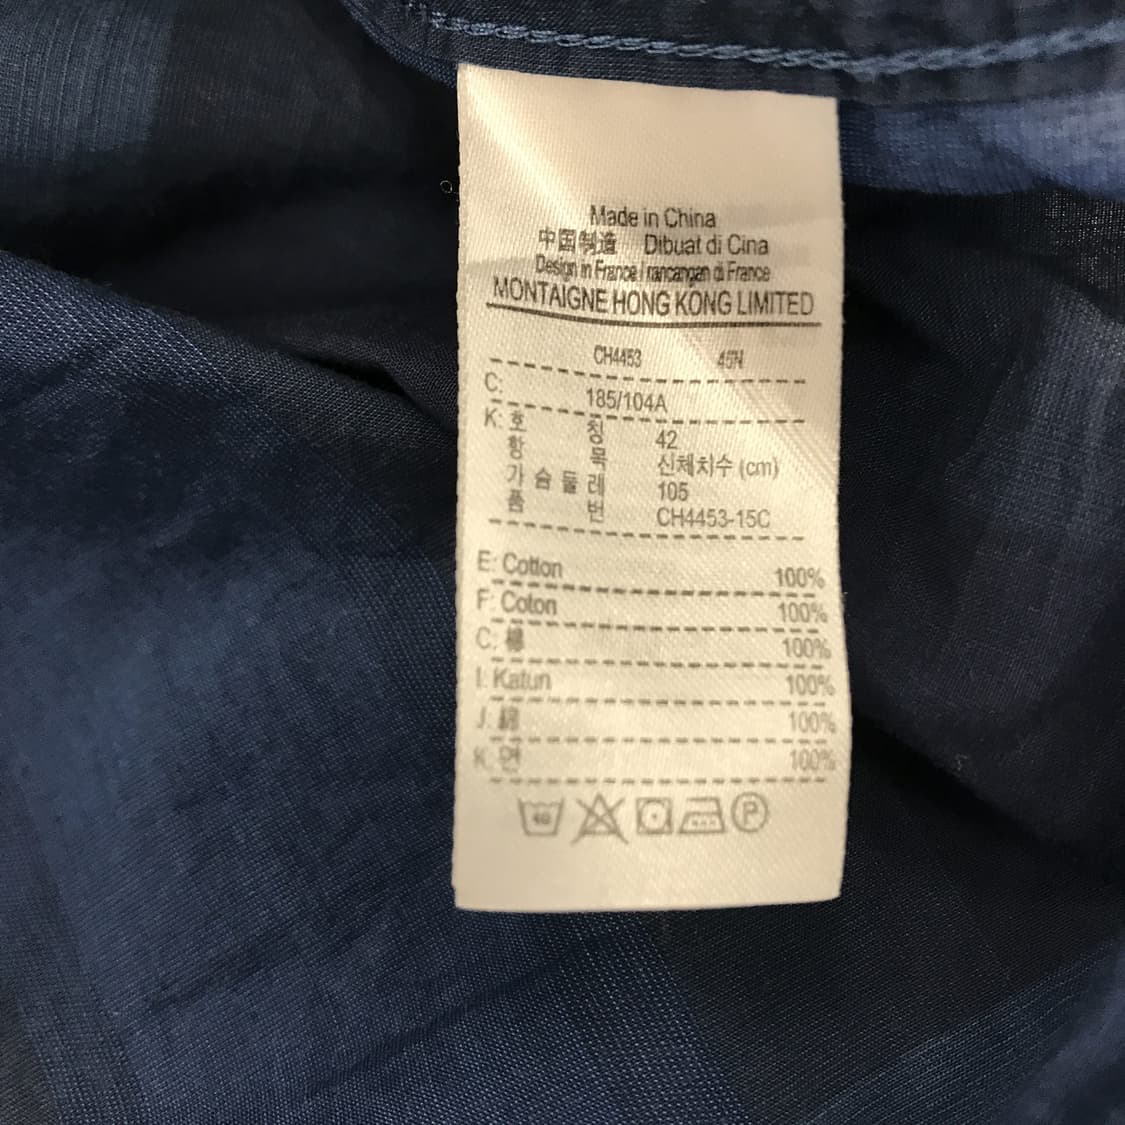 Made in China
中国制造 Dibuat di Cina
Design in France / rancangan di France
MONTAIGNE HONG KONG LIMITED
CH4453
C: 185/104A
K: 호 칭 42
항 목 신체치수 (cm)
가 슴 둘 레 105
품 번 CH4453-15C
E: Cotton 100%
F: Coton 100%
C: 棉 100%
I: Katun 100%
J: 綿 100%
K: 면 100%
40
P